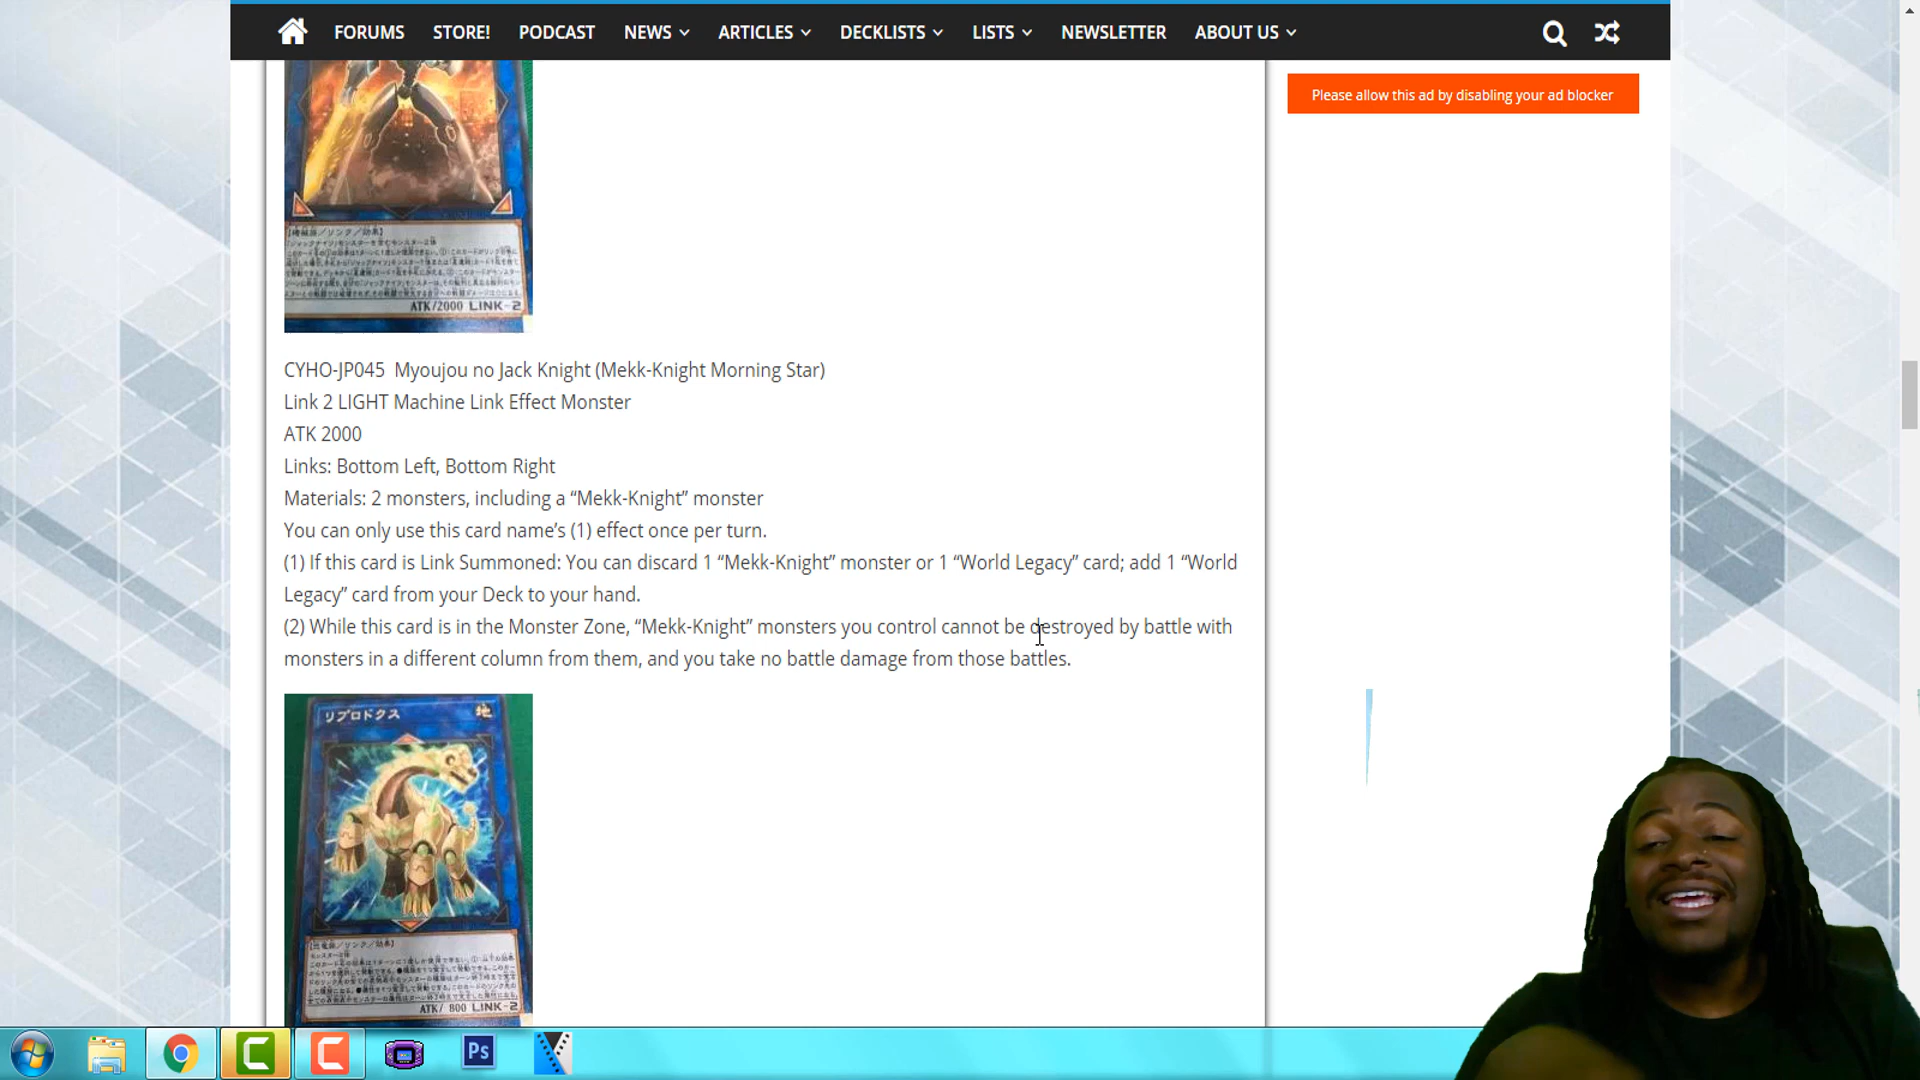 FORUMS STORE! PODCAST NEWS ARTICLES DECKLISTS LISTS NEWSLETTER ABOUT US
Please allow this ad by disabling your ad blocker
ATK/2000 LINK-2
CYHO-JP045 Myoujou no Jack Knight (Mekk-Knight Morning Star)
Link 2 LIGHT Machine Link Effect Monster
ATK 2000
Links: Bottom Left, Bottom Right
Materials: 2 monsters, including a “Mekk-Knight” monster
You can only use this card name’s (1) effect once per turn.
(1) If this card is Link Summoned: You can discard 1 “Mekk-Knight” monster or 1 “World Legacy” card; add 1 “World
Legacy” card from your Deck to your hand.
(2) While this card is in the Monster Zone, “Mekk-Knight” monsters you control cannot be destroyed by battle with
monsters in a different column from them, and you take no battle damage from those battles.
リプロドクス 地
ATK/ 800 LINK-2
Ps